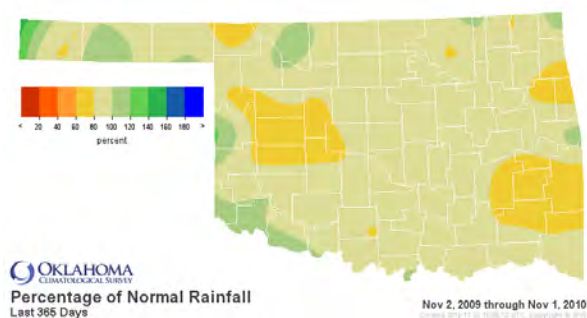 < 20 40 60 80 100 120 140 160 180 >
percent
OKLAHOMA
CLIMATOLOGICAL SURVEY
Percentage of Normal Rainfall
Last 365 Days
Nov 2, 2009 through Nov 1, 2010